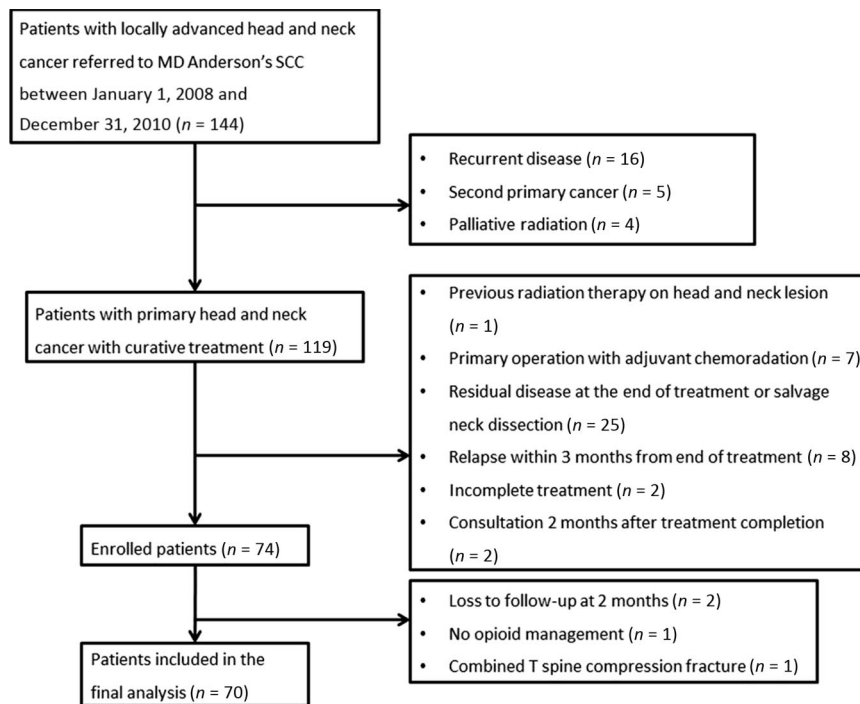 Patients with locally advanced head and neck
cancer referred to MD Anderson's SCC
between January 1, 2008 and
December 31, 2010 (n = 144)
• Recurrent disease (n = 16)
• Second primary cancer (n = 5)
• Palliative radiation (n = 4)
Patients with primary head and neck
cancer with curative treatment (n = 119)
• Previous radiation therapy on head and neck lesion
(n = 1)
• Primary operation with adjuvant chemoradation (n = 7)
• Residual disease at the end of treatment or salvage
neck dissection (n = 25)
• Relapse within 3 months from end of treatment (n = 8)
• Incomplete treatment (n = 2)
• Consultation 2 months after treatment completion
(n = 2)
Enrolled patients (n = 74)
• Loss to follow-up at 2 months (n = 2)
• No opioid management (n = 1)
• Combined T spine compression fracture (n = 1)
Patients included in the
final analysis (n = 70)